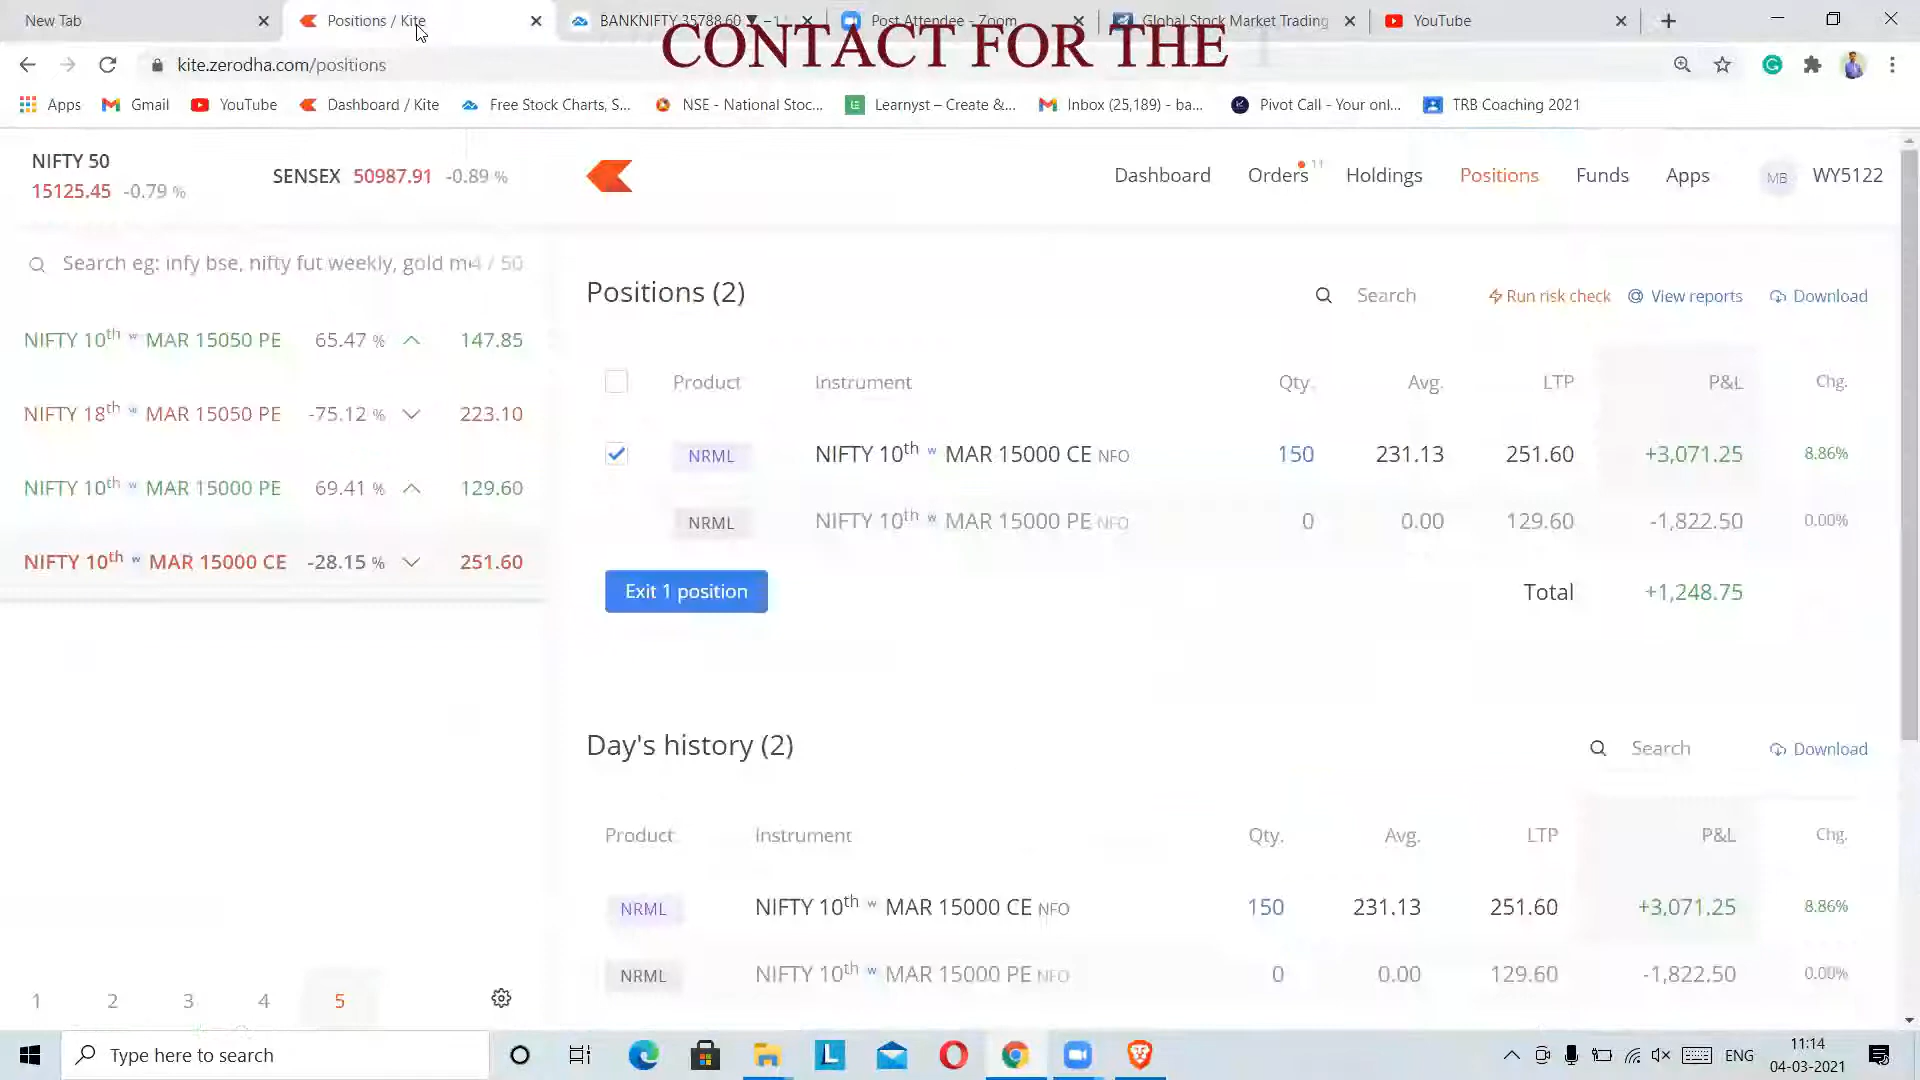 New Tab
Positions / Kite
BANKNIFTY 35788.60 ▼
Post Attendee - Zoom
Global Stock Market Trading
YouTube
CONTACT FOR THE
kite.zerodha.com/positions
Apps
Gmail
YouTube
Dashboard / Kite
Free Stock Charts, S...
NSE - National Stoc...
Learnyst – Create &...
Inbox (25,189) - ba...
Pivot Call - Your onl...
TRB Coaching 2021
NIFTY 50
15125.45 -0.79 %
SENSEX 50987.91 -0.89 %
Dashboard
Orders 11
Holdings
Positions
Funds
Apps
MB
WY5122
Search eg: infy bse, nifty fut weekly, gold m
4 / 50
NIFTY 10th w MAR 15050 PE 65.47 % 147.85
NIFTY 18th w MAR 15050 PE -75.12 % 223.10
NIFTY 10th w MAR 15000 PE 69.41 % 129.60
NIFTY 10th w MAR 15000 CE -28.15 % 251.60
1 2 3 4 5
Positions (2)
Search
Run risk check
View reports
Download
Product Instrument Qty. Avg. LTP P&L Chg.
NRML NIFTY 10th w MAR 15000 CE NFO 150 231.13 251.60 +3,071.25 8.86%
NRML NIFTY 10th w MAR 15000 PE NFO 0 0.00 129.60 -1,822.50 0.00%
Exit 1 position
Total +1,248.75
Day's history (2)
Search
Download
Product Instrument Qty. Avg. LTP P&L Chg.
NRML NIFTY 10th w MAR 15000 CE NFO 150 231.13 251.60 +3,071.25 8.86%
NRML NIFTY 10th w MAR 15000 PE NFO 0 0.00 129.60 -1,822.50 0.00%
Type here to search
L
ENG
11:14
04-03-2021